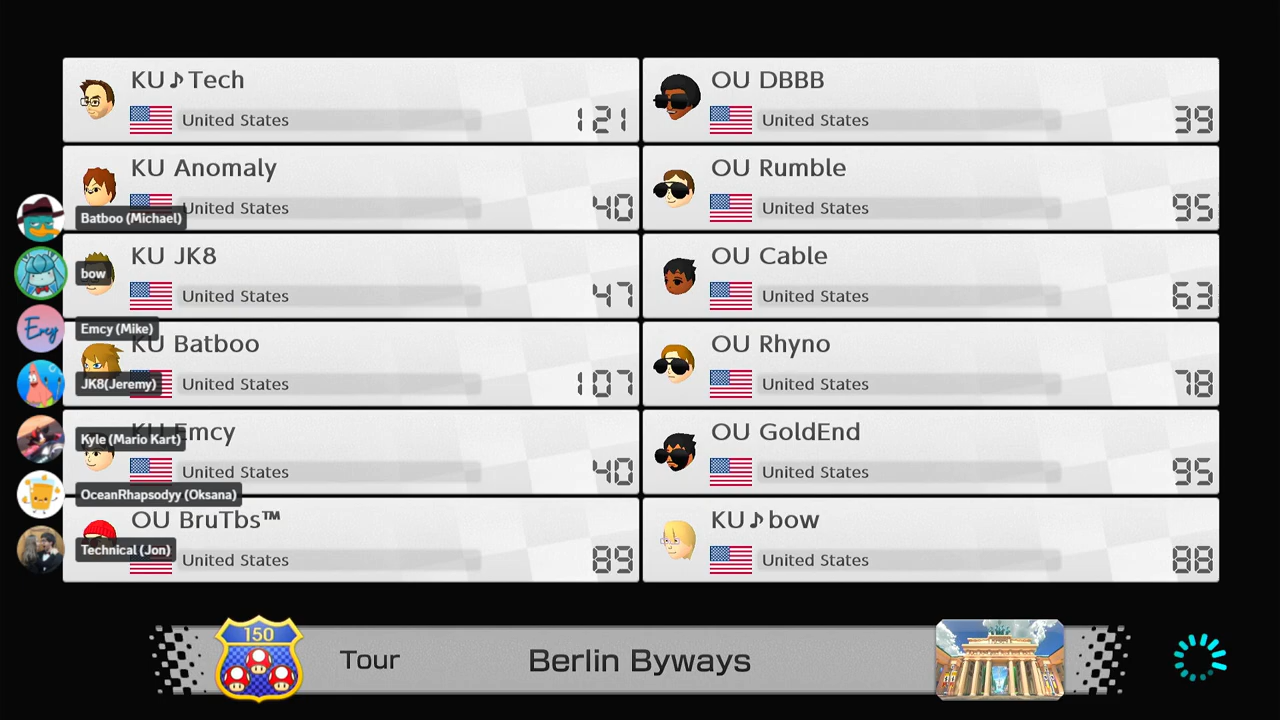 KU♪Tech
United States
121
OU DBBB
United States
39
KU Anomaly
United States
40
OU Rumble
United States
95
Batboo (Michael)
KU JK8
United States
47
OU Cable
United States
63
bow
Emcy (Mike)
Emcy
KU Batboo
United States
107
OU Rhyno
United States
78
JK8(Jeremy)
Kyle (Mario Kart)
KU Emcy
United States
40
OU GoldEnd
United States
95
OceanRhapsodyy (Oksana)
OU BruTbs™
United States
89
KU♪bow
United States
88
Technical (Jon)
150
Tour
Berlin Byways